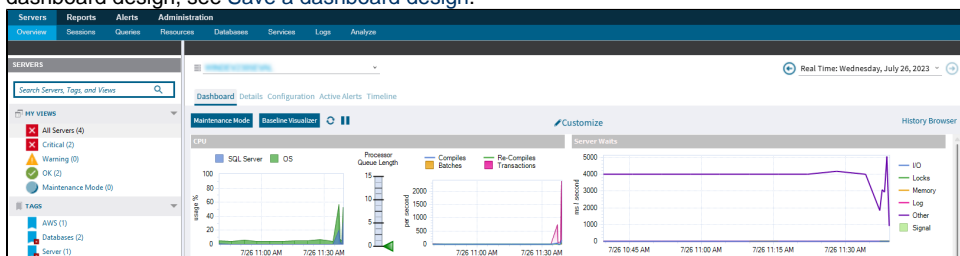 dashboard design, see Save a dashboard design.
Servers Reports Alerts Administration
Overview Sessions Queries Resources Databases Services Logs Analyze
SERVERS
Real Time: Wednesday, July 26, 2023
Search Servers, Tags, and Views
Dashboard Details Configuration Active Alerts Timeline
MY VIEWS
Maintenance Mode Baseline Visualizer Customize History Browser
All Servers (4)
Critical (2)
Warning (0)
OK (2)
Maintenance Mode (0)
TAGS
AWS (1)
Databases (2)
Server (1)
CPU
SQL Server OS
100
80
60
40
20
0
usage %
7/26 11:00 AM 7/26 11:30 AM
Processor
Queue Length
15
10
5
0
Compiles Re-Compiles
Batches Transactions
2000
1500
1000
500
0
per second
7/26 11:00 AM 7/26 11:30 AM
Server Waits
5000
4000
3000
2000
1000
0
ms / second
7/26 10:45 AM 7/26 11:00 AM 7/26 11:15 AM 7/26 11:30 AM
I/O
Locks
Memory
Log
Other
Signal